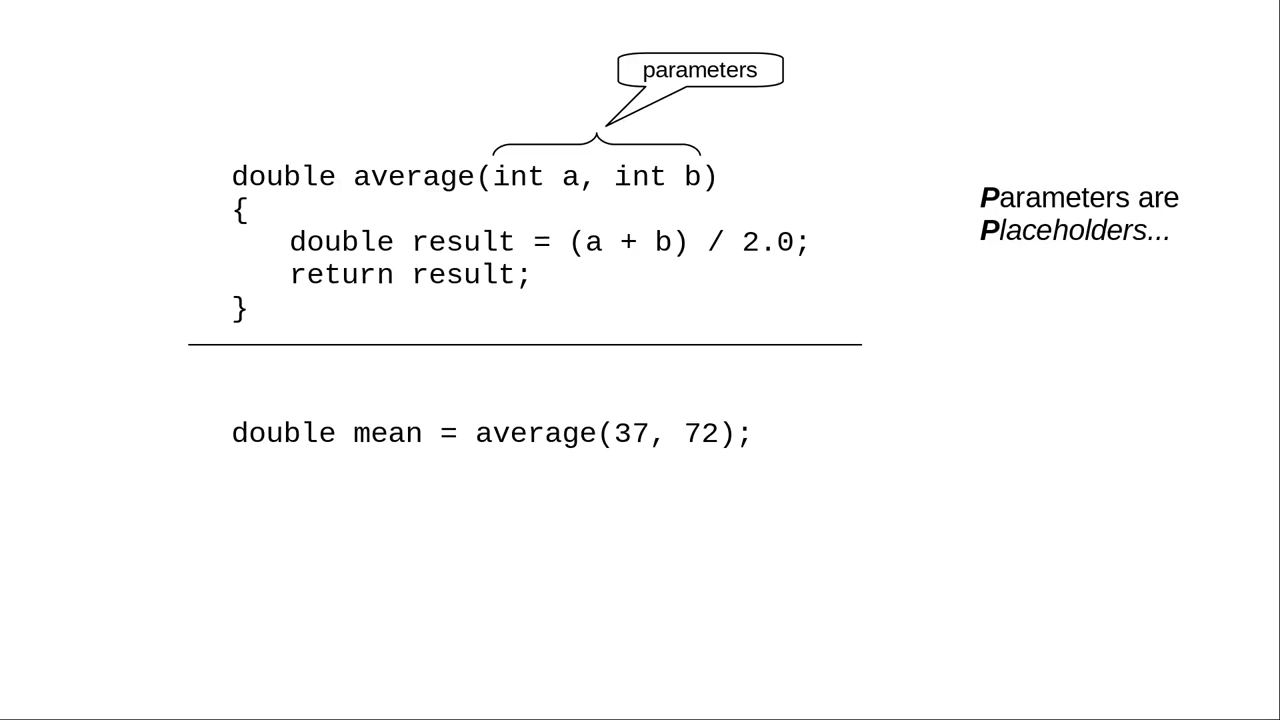 parameters
double average(int a, int b)
{
double result = (a + b) / 2.0;
return result;
}
Parameters are
Placeholders...
double mean = average(37, 72);